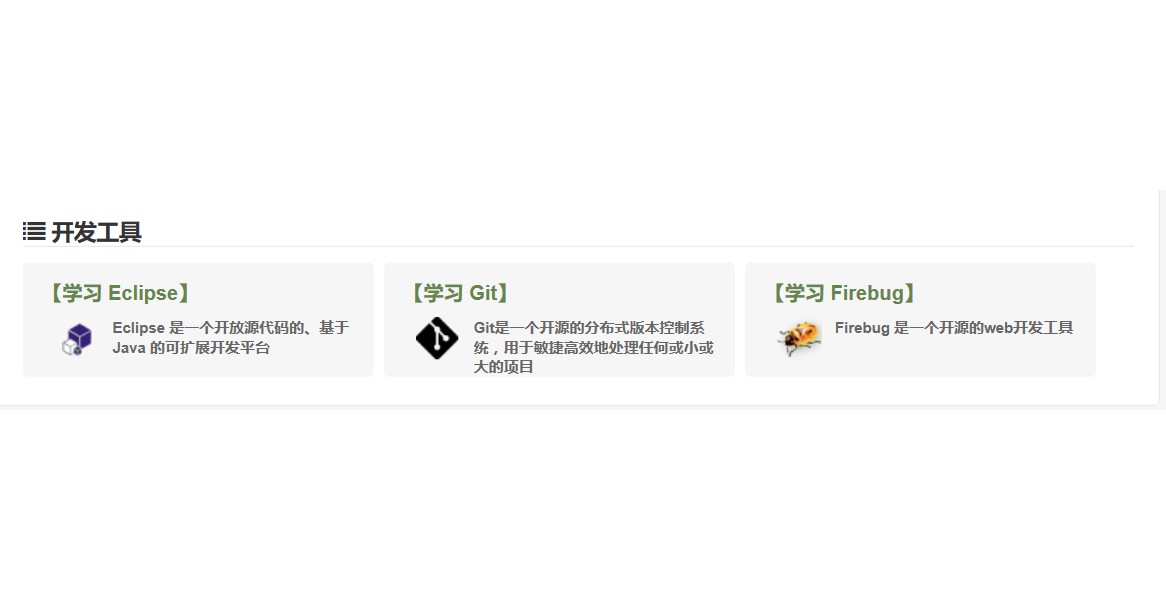 开发工具
【学习 Eclipse】
Eclipse 是一个开放源代码的、基于
Java 的可扩展开发平台
【学习 Git】
Git是一个开源的分布式版本控制系
统，用于敏捷高效地处理任何或小或
大的项目
【学习 Firebug】
Firebug 是一个开源的web开发工具